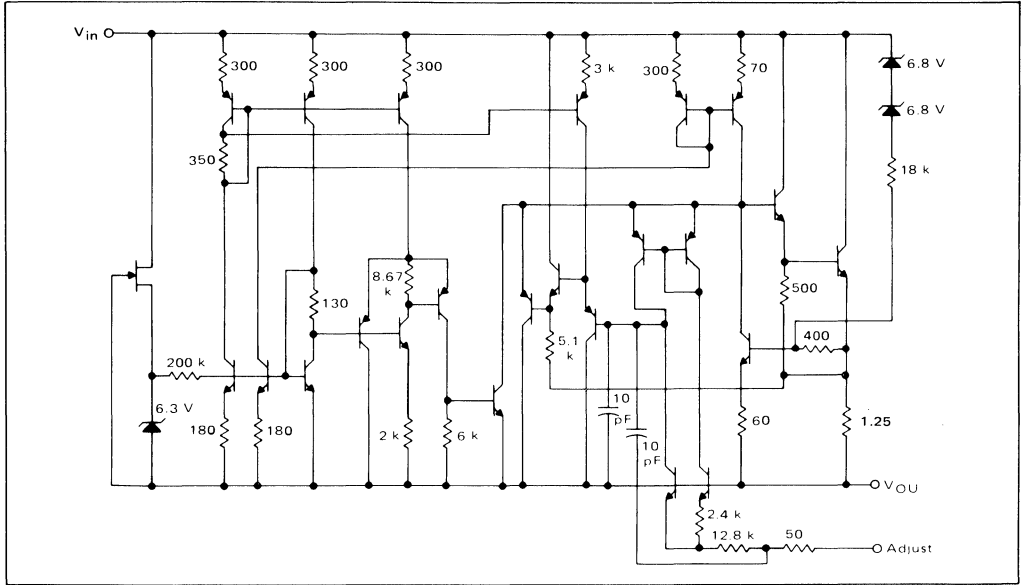 Vin
300
300
300
3 k
300
70
6.8 V
6.8 V
350
18 k
8.67
k
130
500
400
200 k
5.1
k
6.3 V
180
180
2 k
6 k
10
pF
10
pF
60
1.25
VOU
2.4 k
12.8 k
50
Adjust